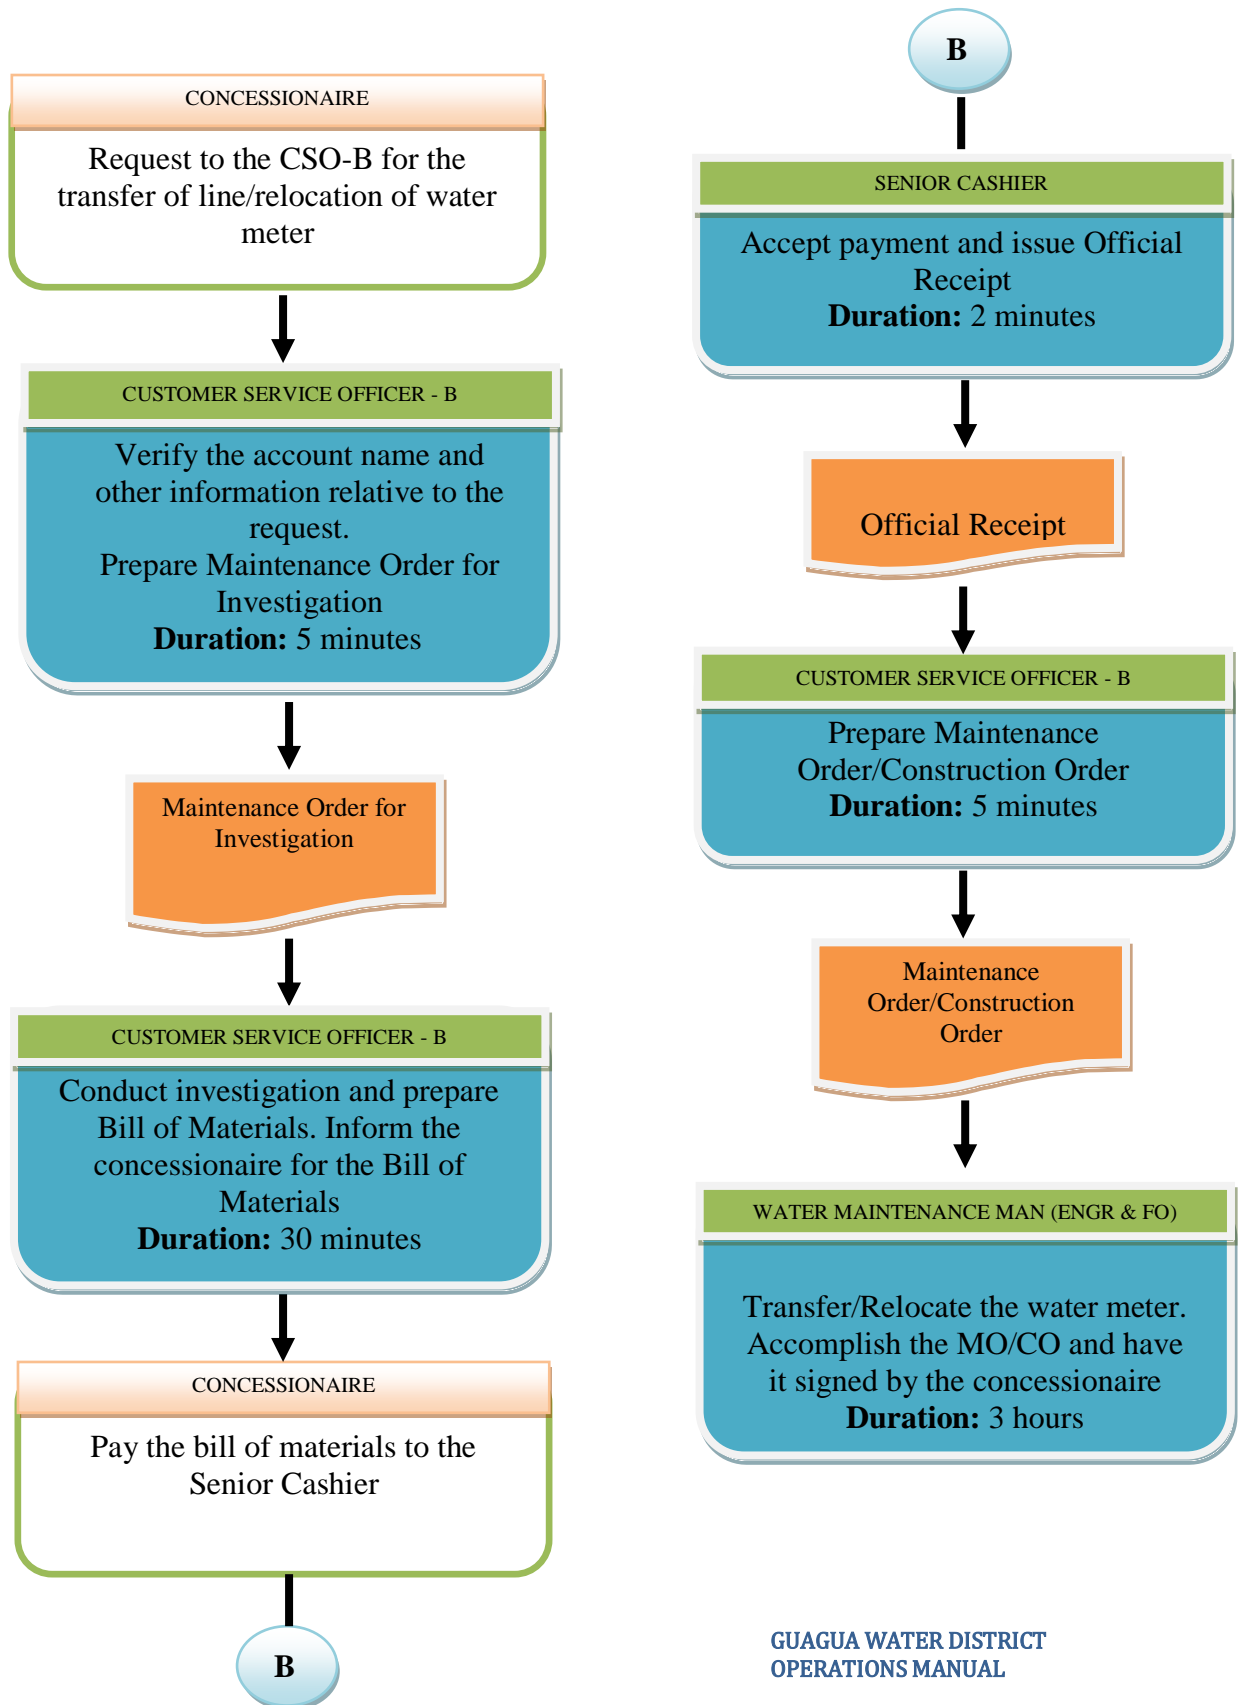 CONCESSIONAIRE
Request to the CSO-B for the
transfer of line/relocation of water
meter
CUSTOMER SERVICE OFFICER - B
Verify the account name and
other information relative to the
request.
Prepare Maintenance Order for
Investigation
Duration: 5 minutes
Maintenance Order for
Investigation
CUSTOMER SERVICE OFFICER - B
Conduct investigation and prepare
Bill of Materials. Inform the
concessionaire for the Bill of
Materials
Duration: 30 minutes
CONCESSIONAIRE
Pay the bill of materials to the
Senior Cashier
B
B
SENIOR CASHIER
Accept payment and issue Official
Receipt
Duration: 2 minutes
Official Receipt
CUSTOMER SERVICE OFFICER - B
Prepare Maintenance
Order/Construction Order
Duration: 5 minutes
Maintenance
Order/Construction
Order
WATER MAINTENANCE MAN (ENGR & FO)
Transfer/Relocate the water meter.
Accomplish the MO/CO and have
it signed by the concessionaire
Duration: 3 hours
GUAGUA WATER DISTRICT
OPERATIONS MANUAL